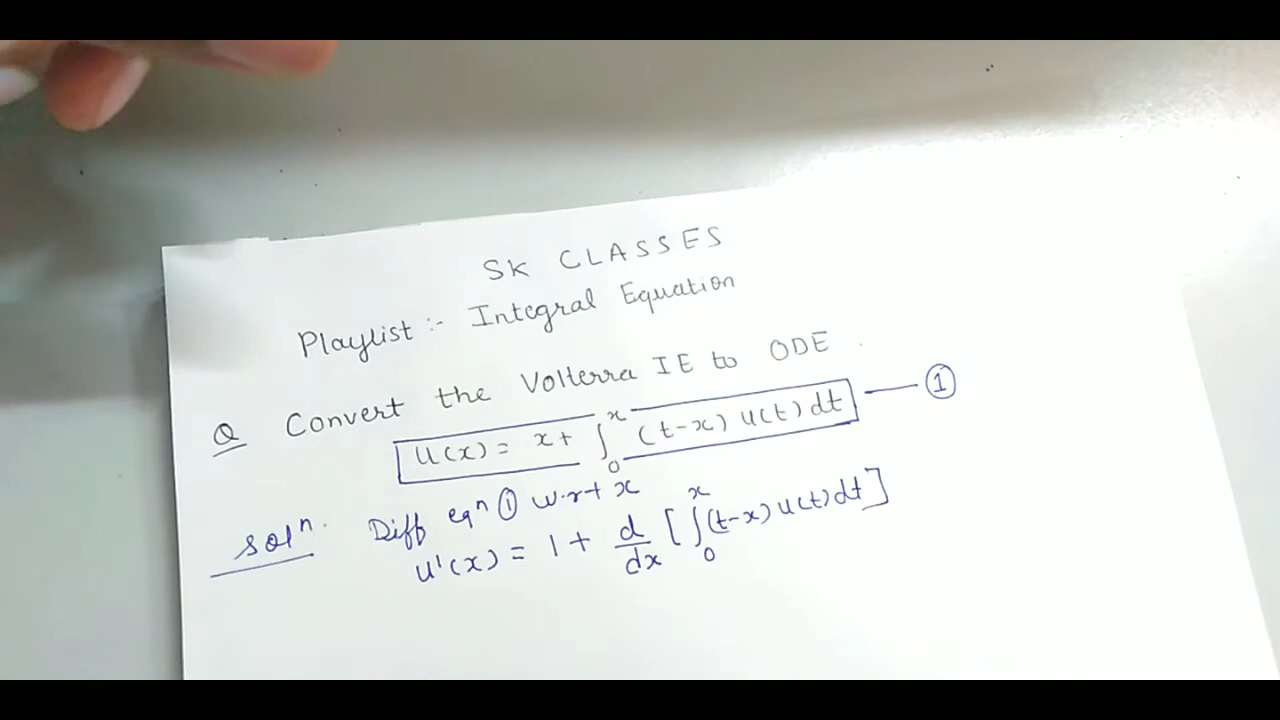 SK CLASSES
Playlist :- Integral Equation
Q Convert the Volterra IE to ODE .
u(x) = x + ∫₀ˣ (t-x) u(t) dt — ①
Solⁿ. Diff eqⁿ ① w.r.t x
u'(x) = 1 + d/dx [ ∫₀ˣ (t-x) u(t) dt ]